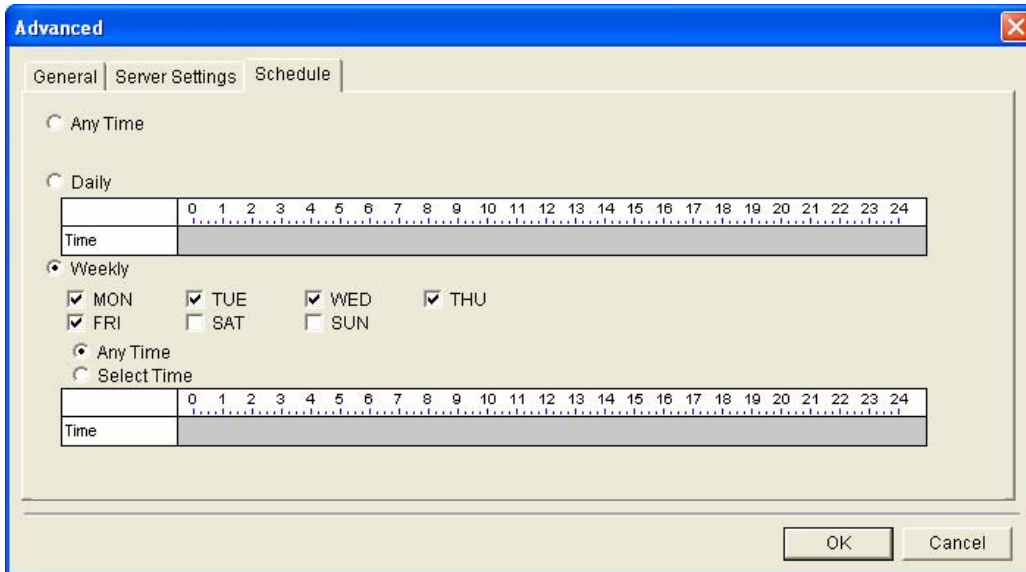 Advanced
General Server Settings Schedule
Any Time
Daily
0 1 2 3 4 5 6 7 8 9 10 11 12 13 14 15 16 17 18 19 20 21 22 23 24
Time
Weekly
MON TUE WED THU
FRI SAT SUN
Any Time
Select Time
0 1 2 3 4 5 6 7 8 9 10 11 12 13 14 15 16 17 18 19 20 21 22 23 24
Time
OK Cancel